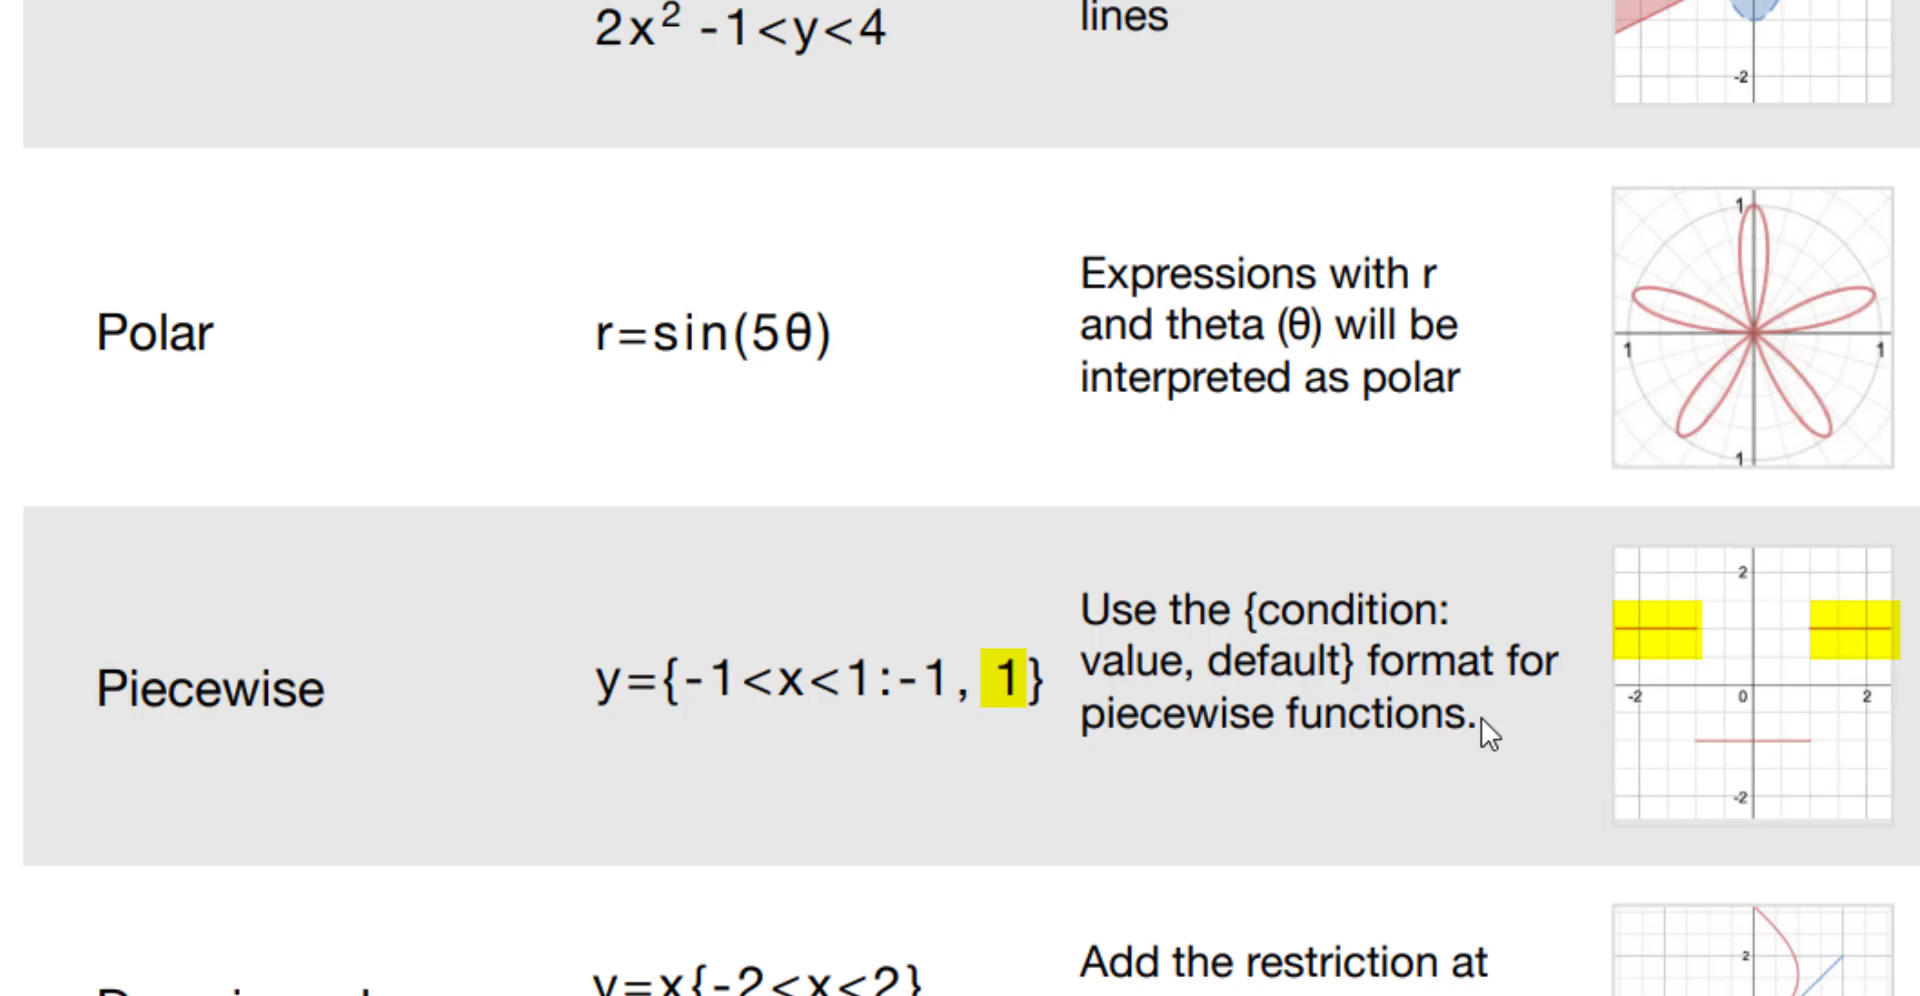 2x² -1<y<4
lines
-2
Polar
r=sin(5θ)
Expressions with r
and theta (θ) will be
interpreted as polar
1
1
1
1
Piecewise
y={-1<x<1:-1, 1}
Use the {condition:
value, default} format for
piecewise functions.
2
-2 0 2
-2
y=x{-2<x<2}
Add the restriction at
2